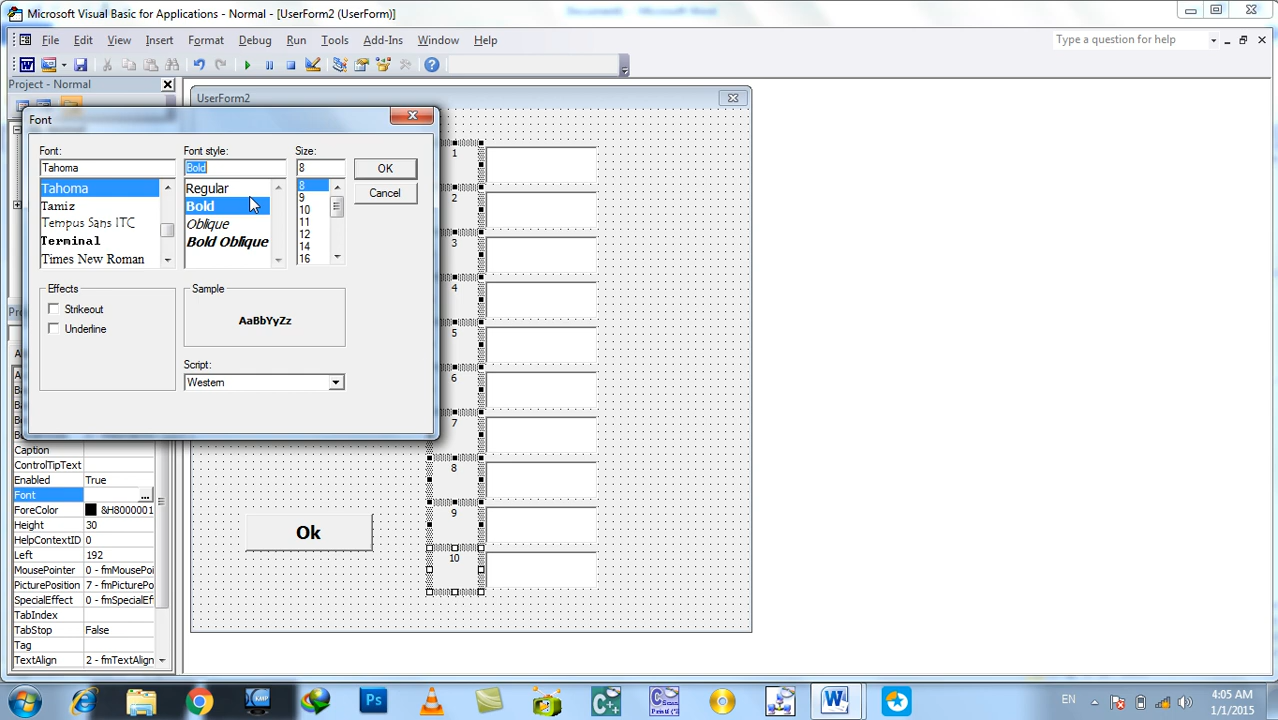 Microsoft Visual Basic for Applications - Normal - [UserForm2 (UserForm)]
File Edit View Insert Format Debug Run Tools Add-Ins Window Help
Type a question for help
Project - Normal
UserForm2
Font
Font: Font style: Size:
Tahoma Bold 8 OK
Tahoma Regular 8 Cancel
Tamiz Bold 9
Tempus Sans ITC Oblique 10
Terminal Bold Oblique 11
Times New Roman 12
14
16
Effects Sample
Strikeout AaBbYyZz
Underline
Script:
Western
1
2
3
4
5
6
7
8
9
10
Ok
Caption
ControlTipText
Enabled True
Font ...
ForeColor &H8000001
Height 30
HelpContextID 0
Left 192
MousePointer 0 - fmMousePoi
PicturePosition 7 - fmPicturePo
SpecialEffect 0 - fmSpecialEf
TabIndex
TabStop False
Tag
TextAlign 2 - fmTextAlign
EN
4:05 AM
1/1/2015